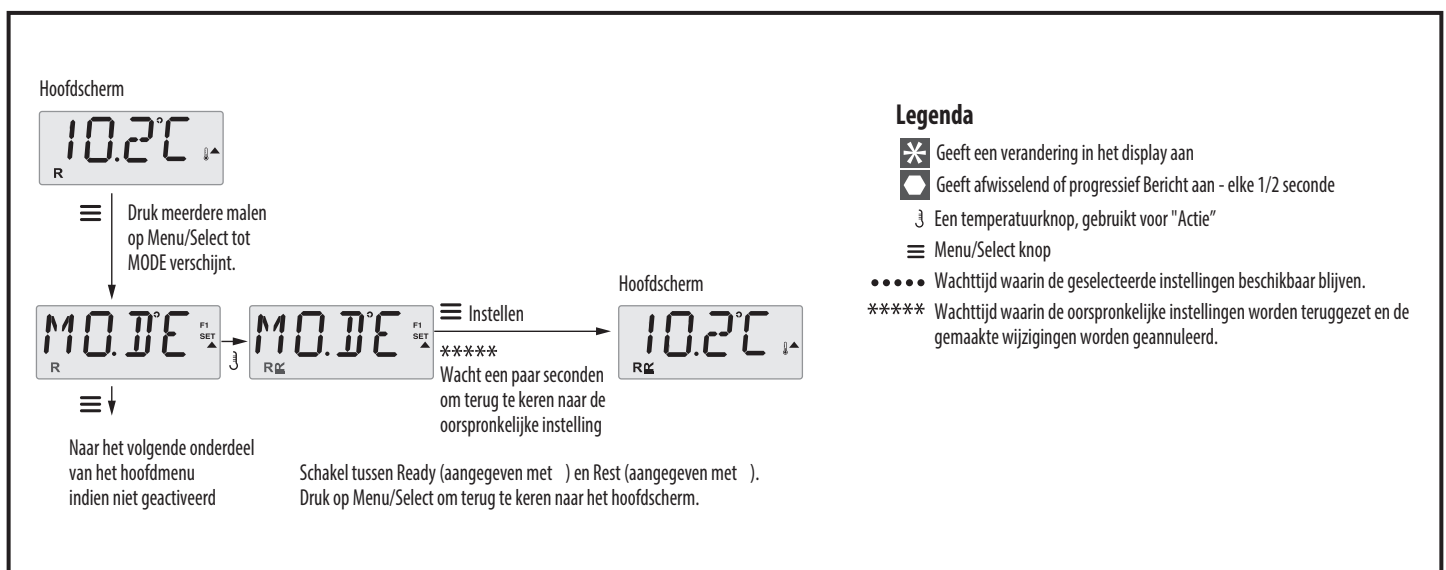 Hoofdscherm
10.2°C
R
Druk meerdere malen
op Menu/Select tot
MODE verschijnt.
MO.DE
F1
SET
R
MO.DE
F1
SET
RR
Instellen
*****
Wacht een paar seconden
om terug te keren naar de
oorspronkelijke instelling
Hoofdscherm
10.2°C
RR
Naar het volgende onderdeel
van het hoofdmenu
indien niet geactiveerd
Schakel tussen Ready (aangegeven met ) en Rest (aangegeven met ).
Druk op Menu/Select om terug te keren naar het hoofdscherm.
Legenda
Geeft een verandering in het display aan
Geeft afwisselend of progressief Bericht aan - elke 1/2 seconde
Een temperatuurknop, gebruikt voor "Actie"
Menu/Select knop
••••• Wachttijd waarin de geselecteerde instellingen beschikbaar blijven.
***** Wachttijd waarin de oorspronkelijke instellingen worden teruggezet en de
gemaakte wijzigingen worden geannuleerd.